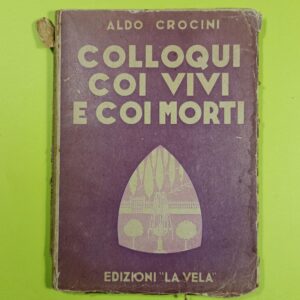 ALDO CROCINI
COLLOQUI
COI VIVI
E COI MORTI
EDIZIONI "LA VELA"